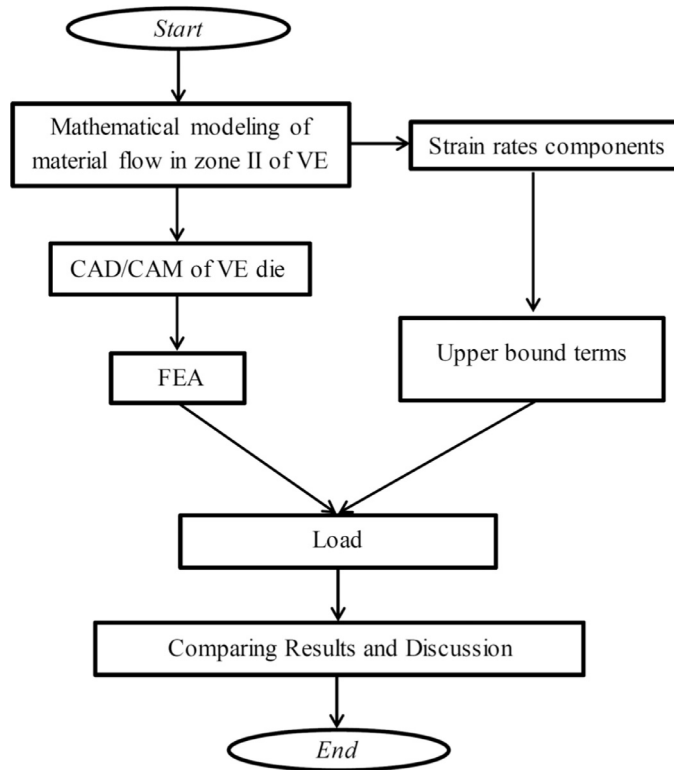 Start
Mathematical modeling of
material flow in zone II of VE
Strain rates components
CAD/CAM of VE die
Upper bound terms
FEA
Load
Comparing Results and Discussion
End